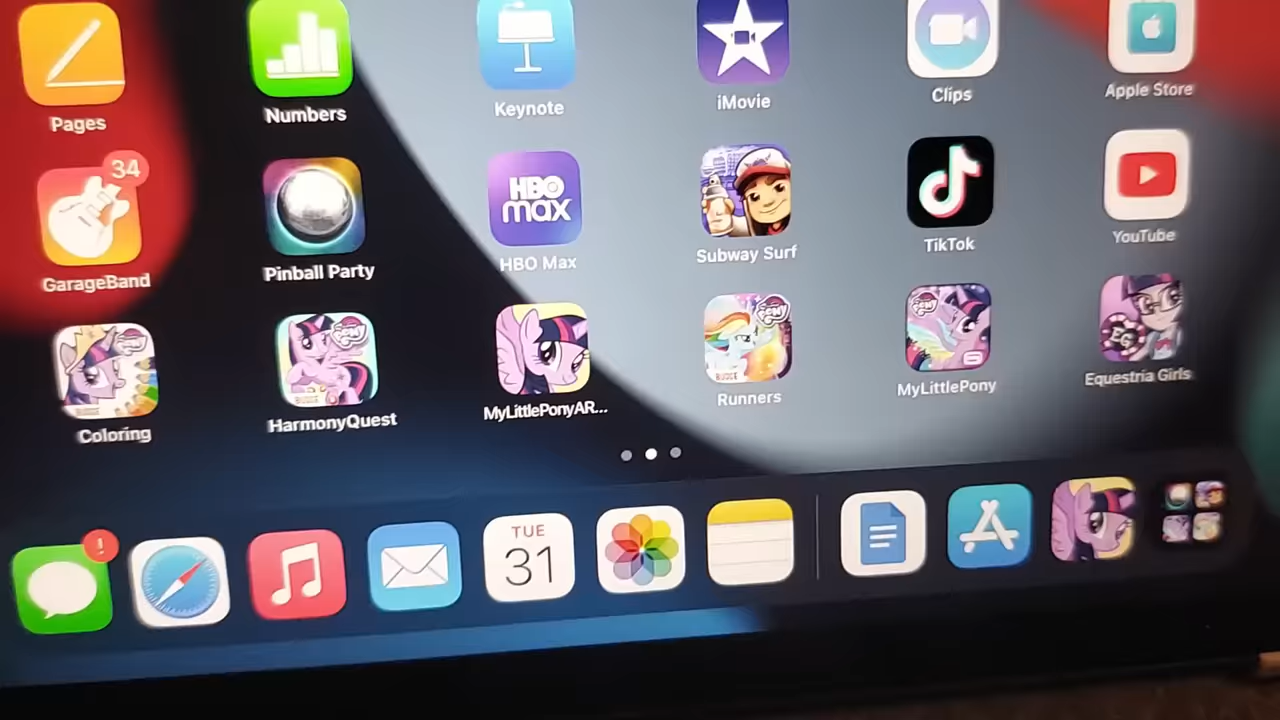 Pages
Numbers
Keynote
iMovie
Clips
Apple Store
34
HBO
max
GarageBand
Pinball Party
HBO Max
Subway Surf
TikTok
YouTube
Coloring
HarmonyQuest
MyLittlePonyAR...
Runners
MyLittlePony
Equestria Girls
!
TUE
31